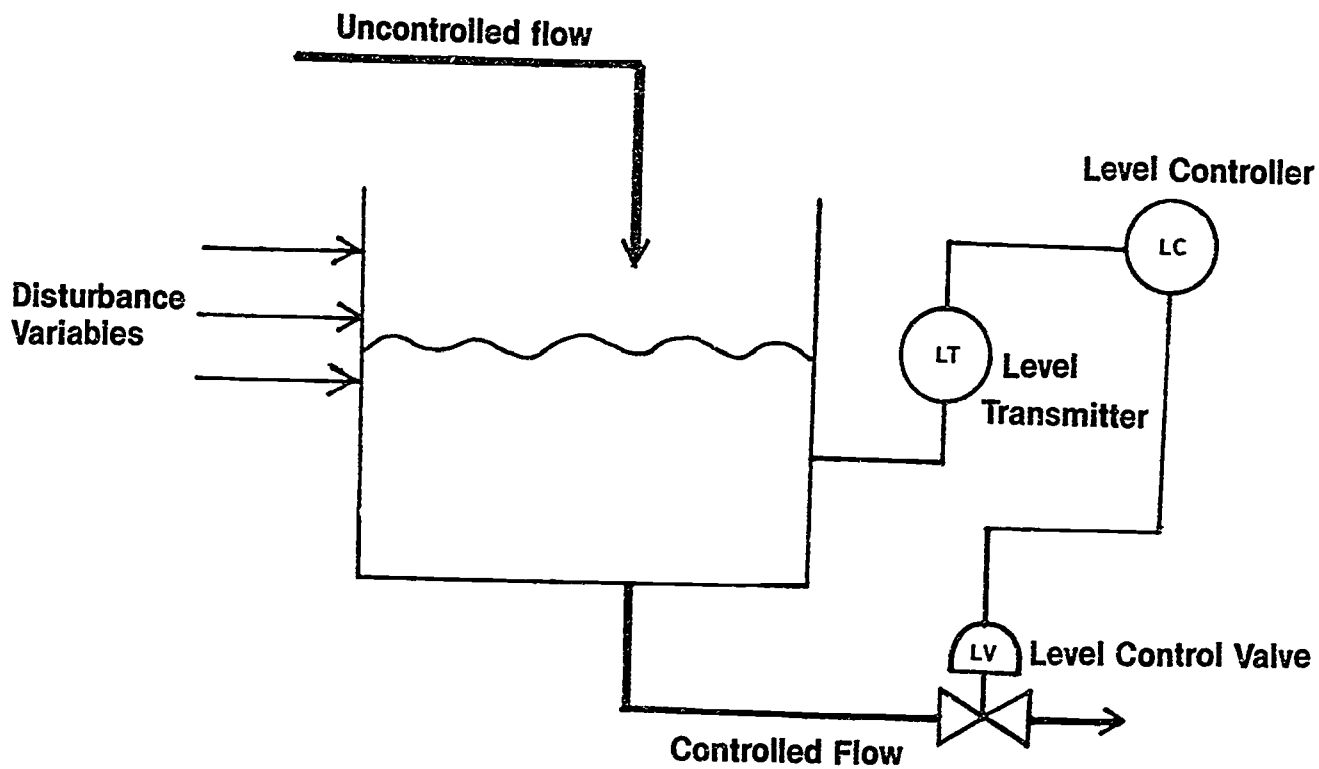 Uncontrolled flow
Level Controller
LC
Disturbance
Variables
LT
Level
Transmitter
LV
Level Control Valve
Controlled Flow